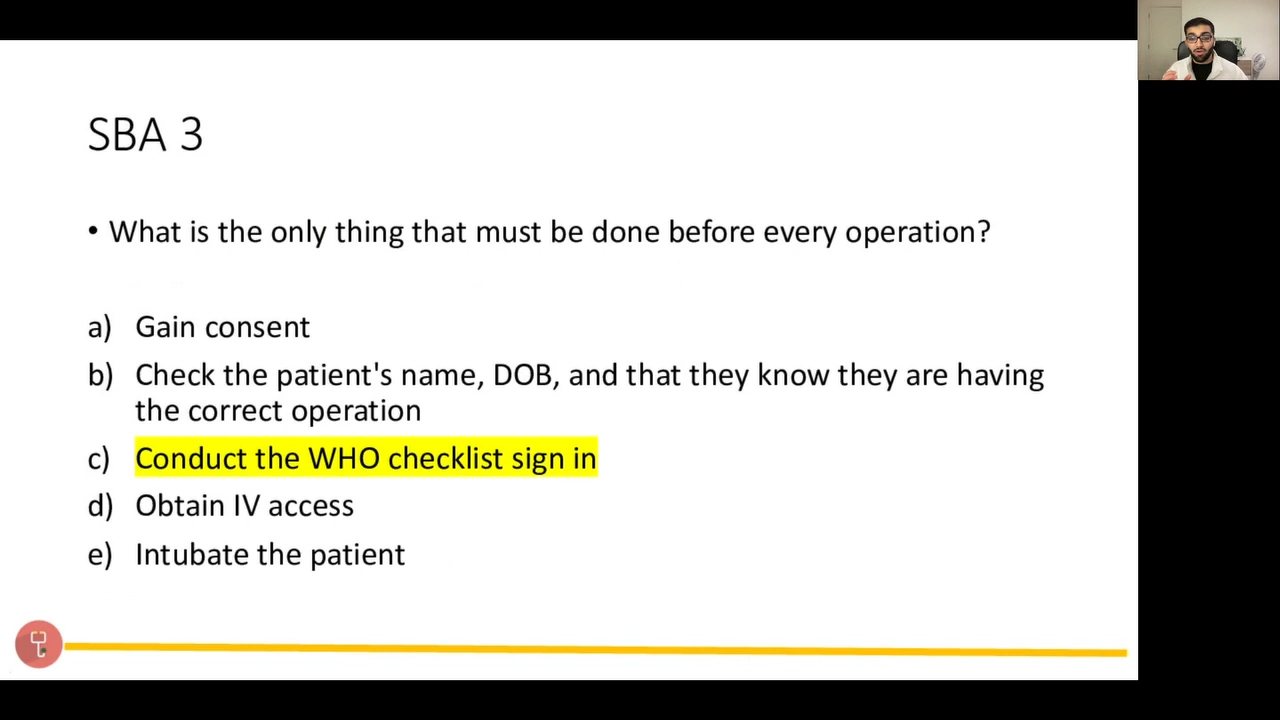 SBA 3
• What is the only thing that must be done before every operation?
a) Gain consent
b) Check the patient's name, DOB, and that they know they are having
the correct operation
c) Conduct the WHO checklist sign in
d) Obtain IV access
e) Intubate the patient